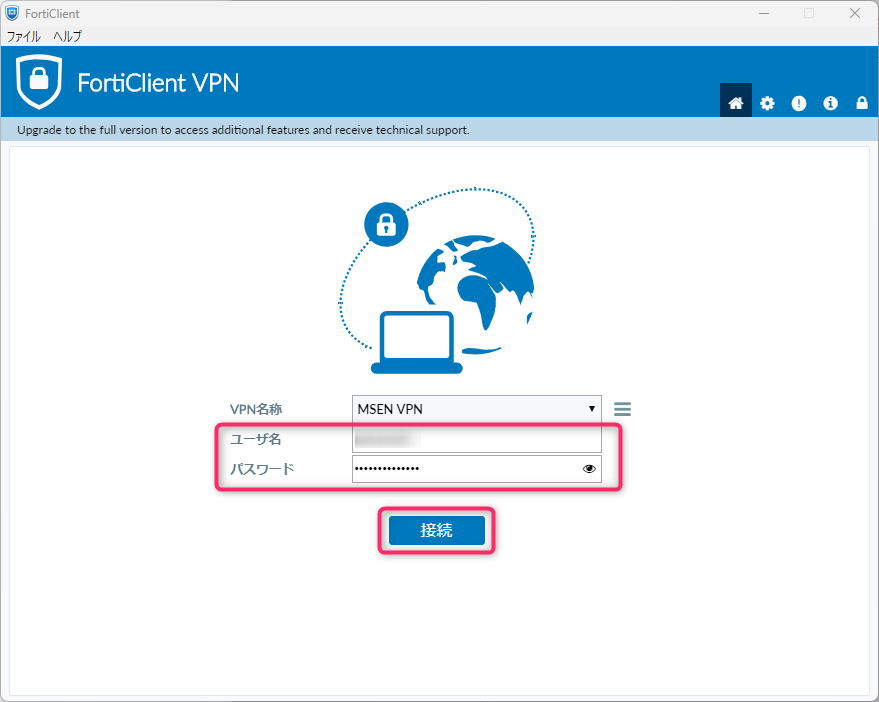 FortiClient
ファイル ヘルプ
FortiClient VPN
Upgrade to the full version to access additional features and receive technical support.
VPN名称 MSEN VPN
ユーザ名
パスワード ••••••••••••••
接続